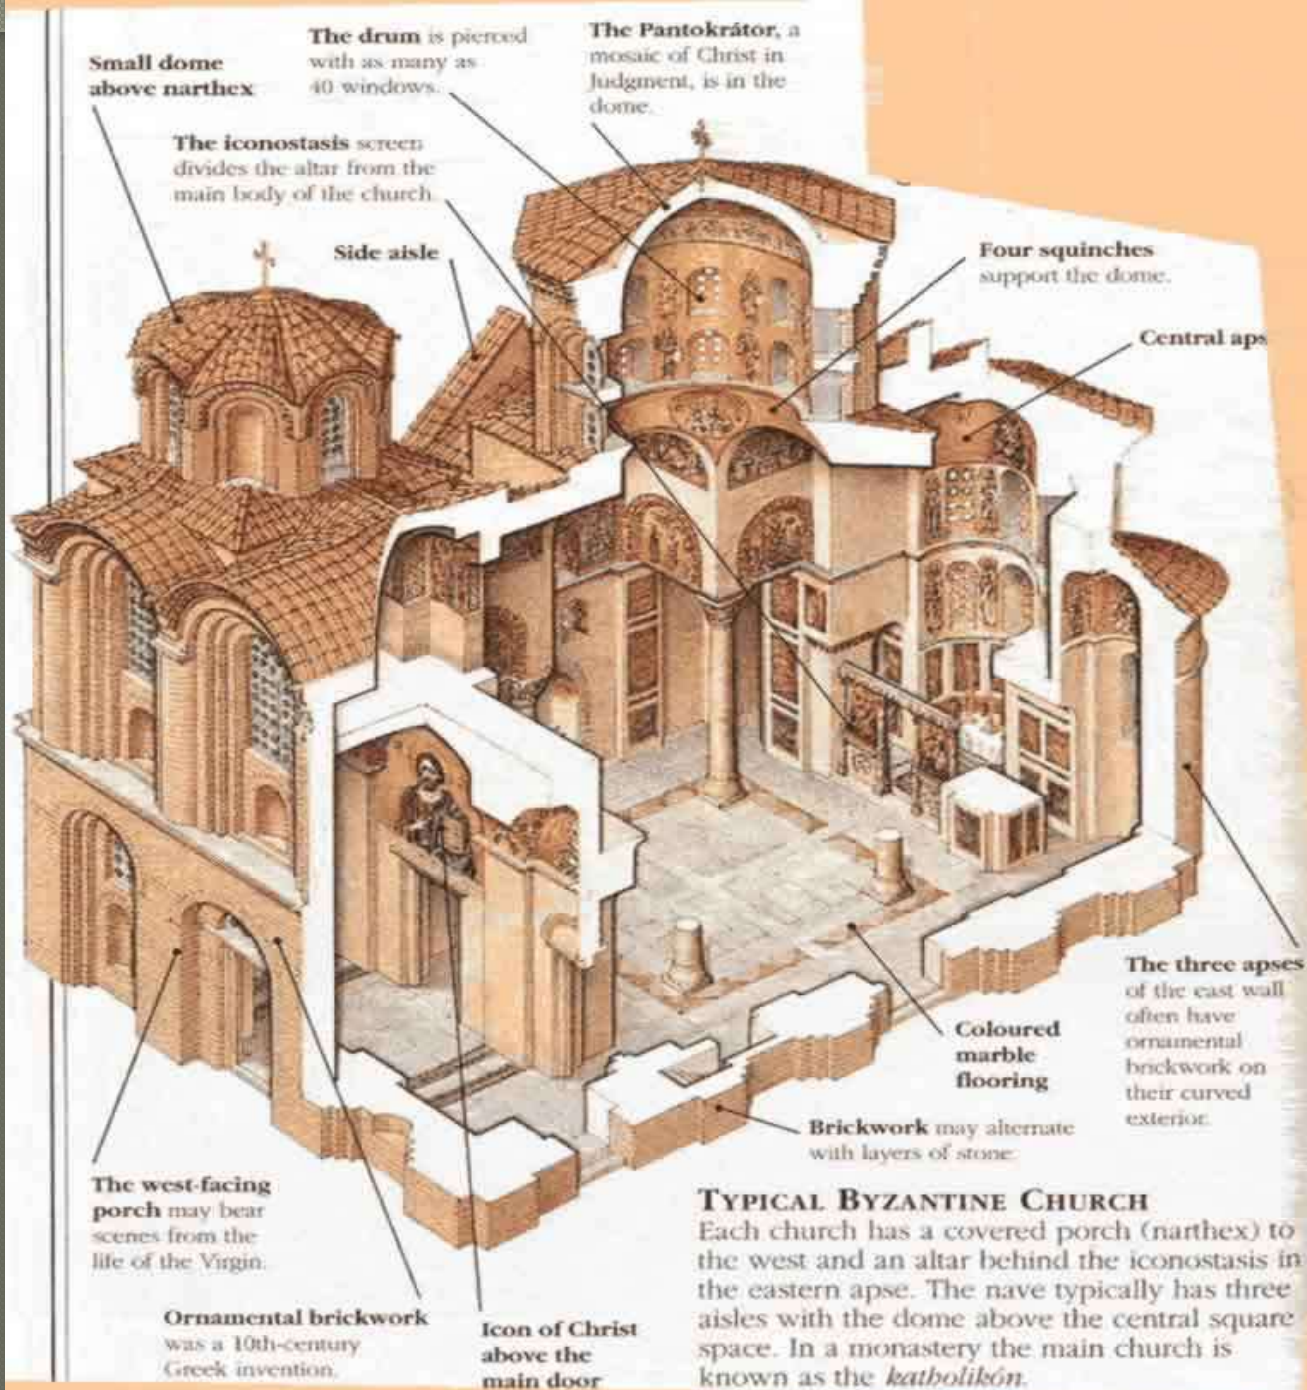 Small dome
above narthex
The drum is pierced
with as many as
40 windows.
The Pantokrátor, a
mosaic of Christ in
Judgment, is in the
dome.
The iconostasis screen
divides the altar from the
main body of the church.
Side aisle
Four squinches
support the dome.
Central aps
The three apses
of the east wall
often have
ornamental
brickwork on
their curved
exterior.
Coloured
marble
flooring
Brickwork may alternate
with layers of stone.
The west-facing
porch may bear
scenes from the
life of the Virgin.
Ornamental brickwork
was a 10th-century
Greek invention.
Icon of Christ
above the
main door
TYPICAL BYZANTINE CHURCH
Each church has a covered porch (narthex) to
the west and an altar behind the iconostasis in
the eastern apse. The nave typically has three
aisles with the dome above the central square
space. In a monastery the main church is
known as the katholikón.